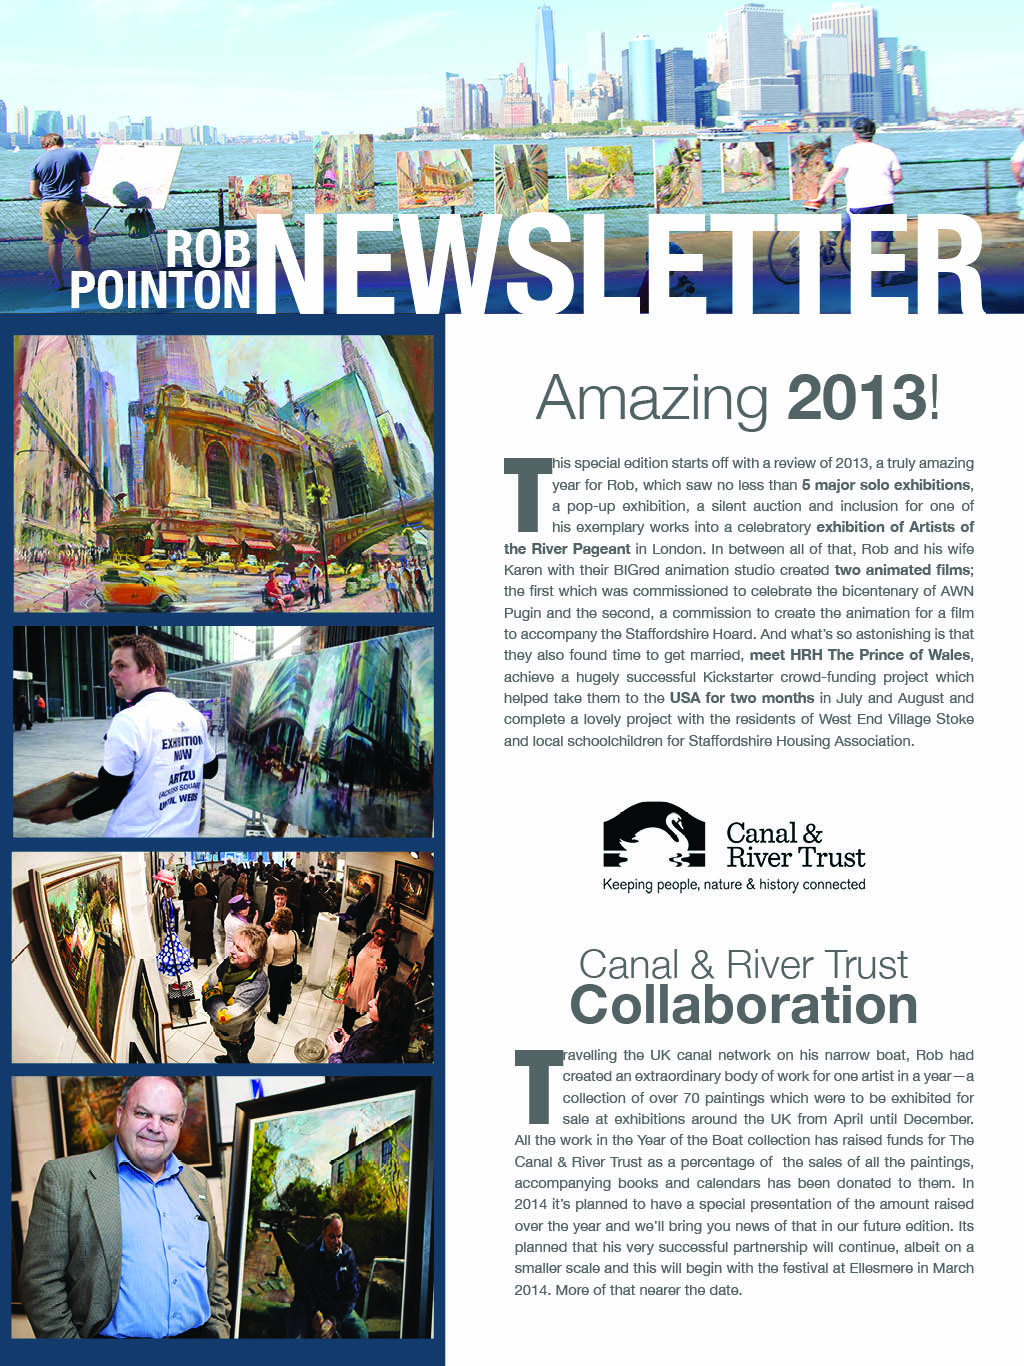 ROB
POINTON
NEWSLETTER
EXHIBITION
NOW
at
ARTZU
Amazing 2013!
This special edition starts off with a review of 2013, a truly amazing
year for Rob, which saw no less than 5 major solo exhibitions,
a pop-up exhibition, a silent auction and inclusion for one of
his exemplary works into a celebratory exhibition of Artists of
the River Pageant in London. In between all of that, Rob and his wife
Karen with their BIGred animation studio created two animated films;
the first which was commissioned to celebrate the bicentenary of AWN
Pugin and the second, a commission to create the animation for a film
to accompany the Staffordshire Hoard. And what's so astonishing is that
they also found time to get married, meet HRH The Prince of Wales,
achieve a hugely successful Kickstarter crowd-funding project which
helped take them to the USA for two months in July and August and
complete a lovely project with the residents of West End Village Stoke
and local schoolchildren for Staffordshire Housing Association.
Canal &
River Trust
Keeping people, nature & history connected
Canal & River Trust
Collaboration
Travelling the UK canal network on his narrow boat, Rob had
created an extraordinary body of work for one artist in a year—a
collection of over 70 paintings which were to be exhibited for
sale at exhibitions around the UK from April until December.
All the work in the Year of the Boat collection has raised funds for The
Canal & River Trust as a percentage of  the sales of all the paintings,
accompanying books and calendars has been donated to them. In
2014 it's planned to have a special presentation of the amount raised
over the year and we'll bring you news of that in our future edition. Its
planned that his very successful partnership will continue, albeit on a
smaller scale and this will begin with the festival at Ellesmere in March
2014. More of that nearer the date.